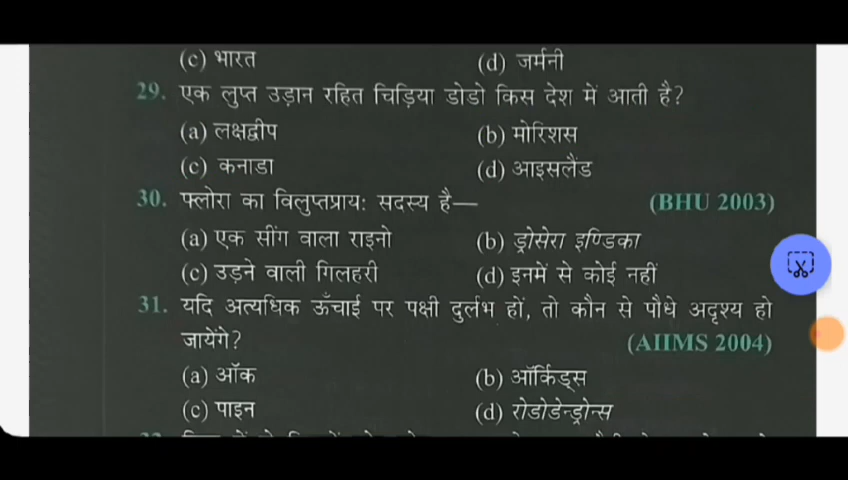 (c) भारत (d) जर्मनी
29. एक लुप्त उड़ान रहित चिड़िया डोडो किस देश में आती है?
(a) लक्षद्वीप (b) मोरिशस
(c) कनाडा (d) आइसलैंड
30. फ्लोरा का विलुप्तप्राय: सदस्य है— (BHU 2003)
(a) एक सींग वाला राइनो (b) ड्रोसेरा इण्डिका
(c) उड़ने वाली गिलहरी (d) इनमें से कोई नहीं
31. यदि अत्यधिक ऊँचाई पर पक्षी दुर्लभ हों, तो कौन से पौधे अदृश्य हो
जायेंगे? (AIIMS 2004)
(a) ऑक (b) ऑर्किड्स
(c) पाइन (d) रोडोडेन्ड्रोन्स